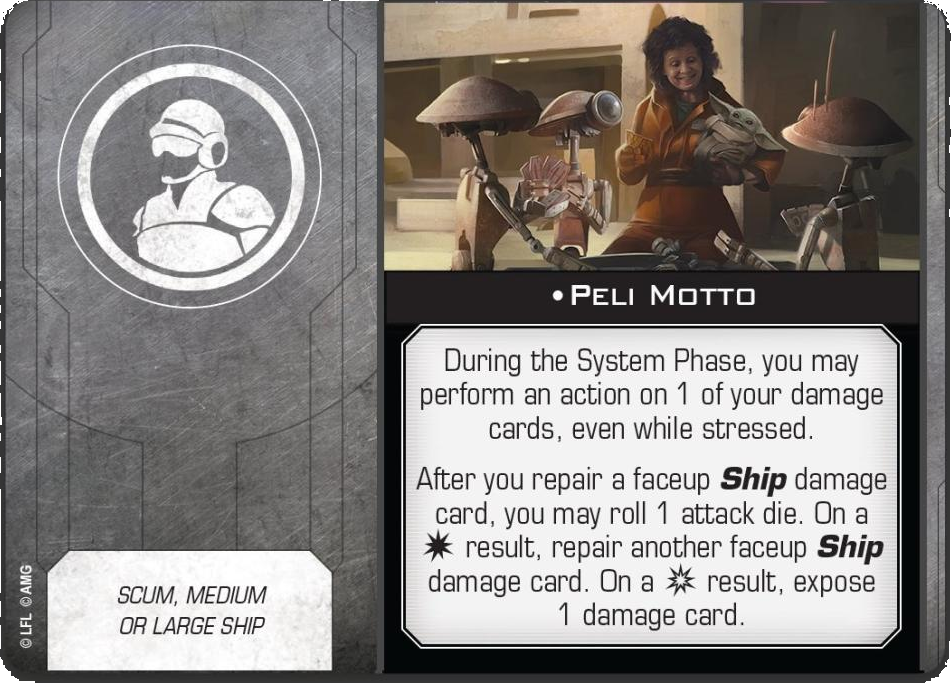 • PELI MOTTO
During the System Phase, you may
perform an action on 1 of your damage
cards, even while stressed.
After you repair a faceup Ship damage
card, you may roll 1 attack die. On a
result, repair another faceup Ship
damage card. On a result, expose
1 damage card.
SCUM, MEDIUM
OR LARGE SHIP
© LFL © AMG